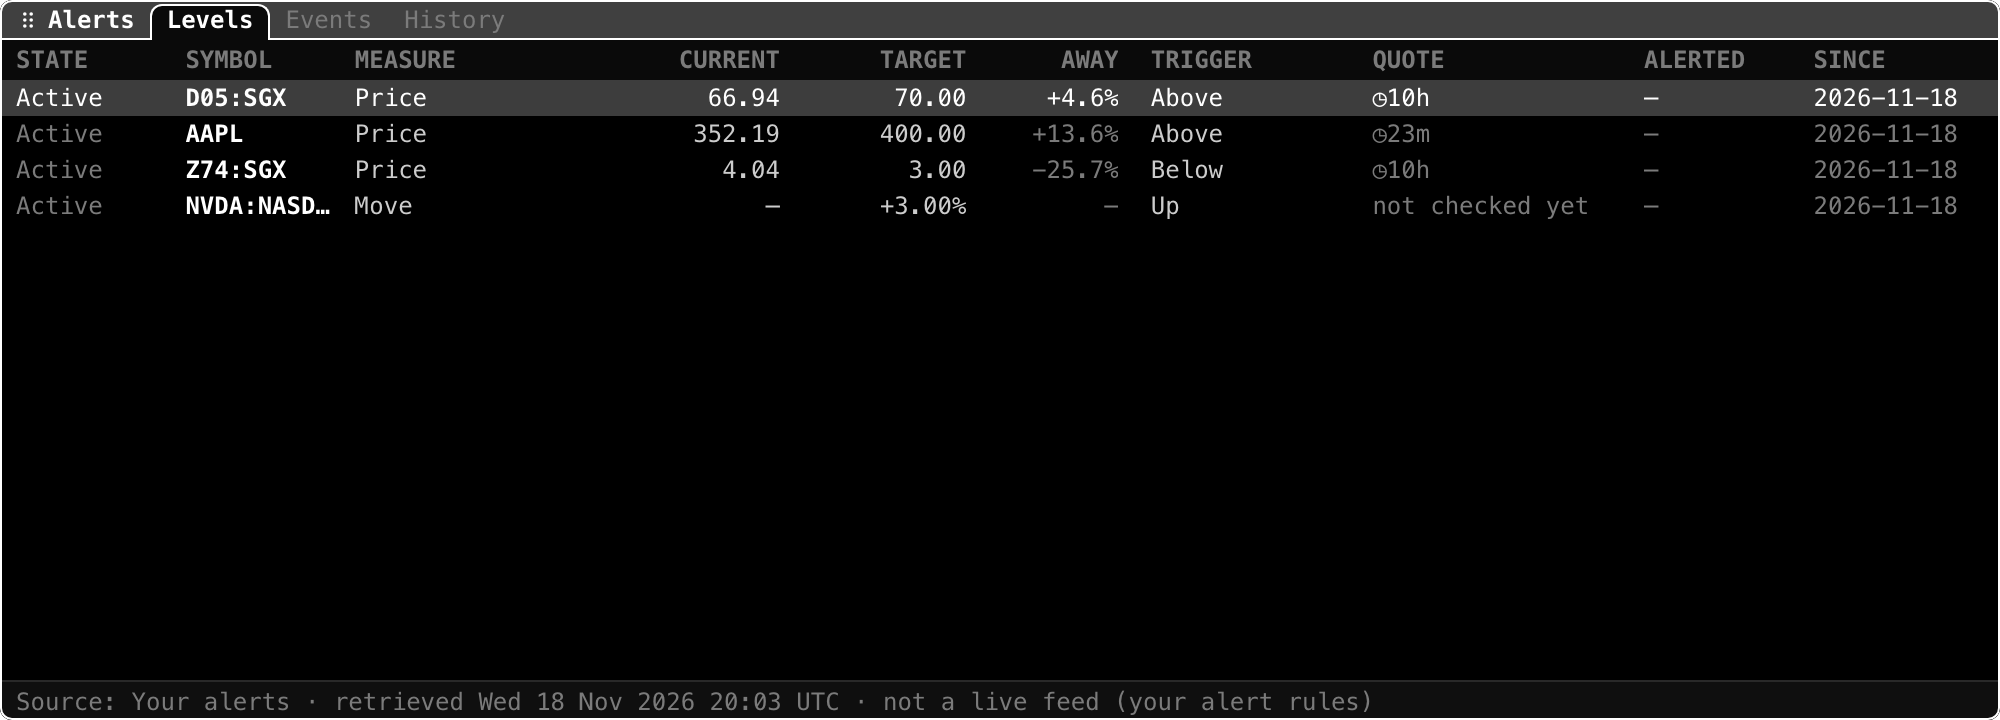 ⠿ Alerts Levels Events History
STATE SYMBOL MEASURE CURRENT TARGET AWAY TRIGGER QUOTE ALERTED SINCE
Active D05:SGX Price 66.94 70.00 +4.6% Above ◷10h — 2026-11-18
Active AAPL Price 352.19 400.00 +13.6% Above ◷23m — 2026-11-18
Active Z74:SGX Price 4.04 3.00 -25.7% Below ◷10h — 2026-11-18
Active NVDA:NASD… Move — +3.00% — Up not checked yet — 2026-11-18
Source: Your alerts · retrieved Wed 18 Nov 2026 20:03 UTC · not a live feed (your alert rules)